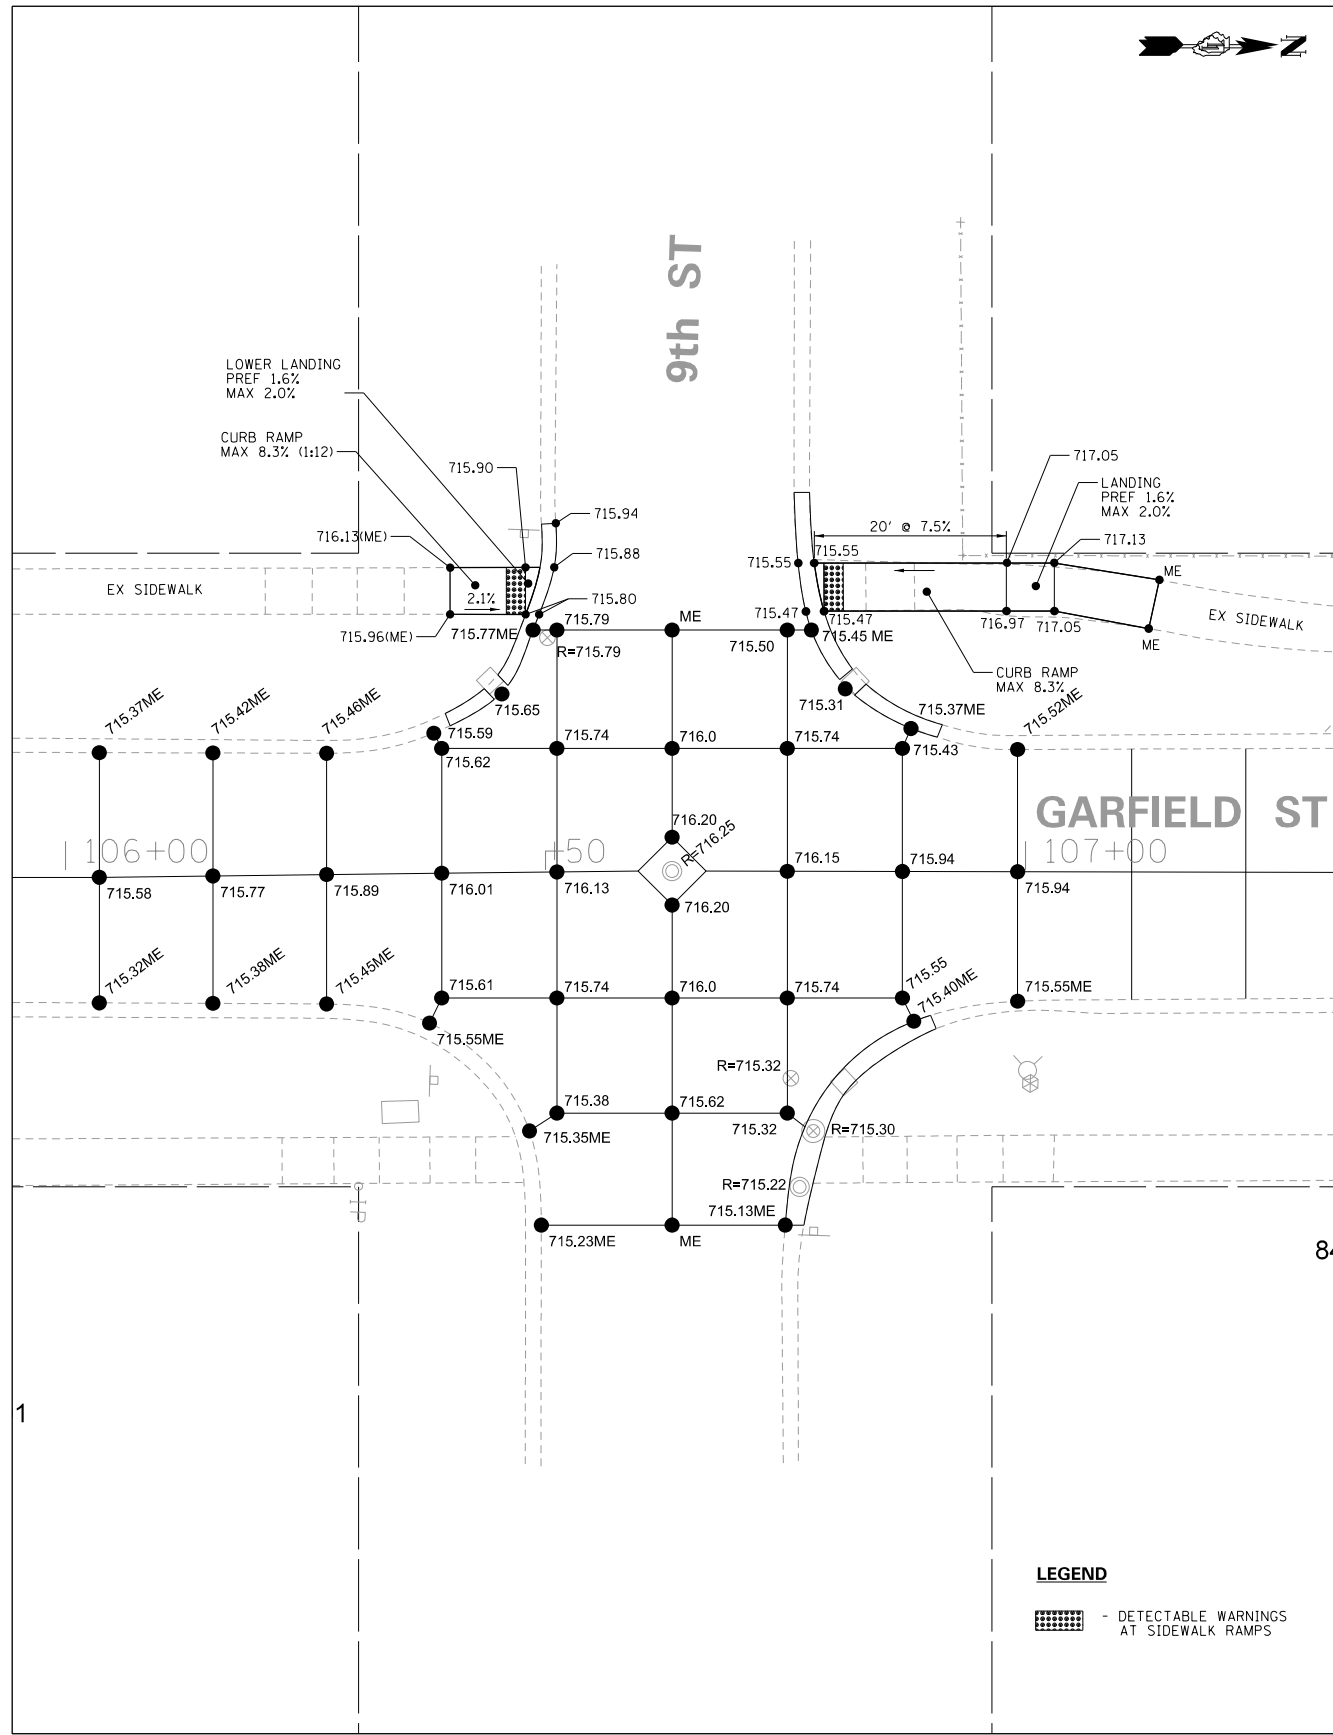 N
9th ST
LOWER LANDING
PREF 1.6%
MAX 2.0%
CURB RAMP
MAX 8.3% (1:12)
715.90
717.05
LANDING
PREF 1.6%
MAX 2.0%
715.94
20' @ 7.5%
716.13(ME)
717.13
715.88
715.55
715.55
ME
EX SIDEWALK
2.1%
715.80
715.47
715.47
716.97
717.05
EX SIDEWALK
715.96(ME)
715.77ME
715.79
ME
715.50
715.45 ME
ME
R=715.79
CURB RAMP
MAX 8.3%
715.37ME
715.42ME
715.46ME
715.65
715.31
715.37ME
715.52ME
715.59
715.62
715.74
716.0
715.74
715.43
GARFIELD ST
716.20
R=716.25
106+00
+50
107+00
715.58
715.77
715.89
716.01
716.13
716.15
715.94
715.94
716.20
715.32ME
715.38ME
715.45ME
715.61
715.74
716.0
715.74
715.55
715.40ME
715.55ME
715.55ME
R=715.32
715.38
715.62
715.32
715.35ME
R=715.30
R=715.22
715.13ME
715.23ME
ME
84
1
LEGEND
- DETECTABLE WARNINGS
AT SIDEWALK RAMPS